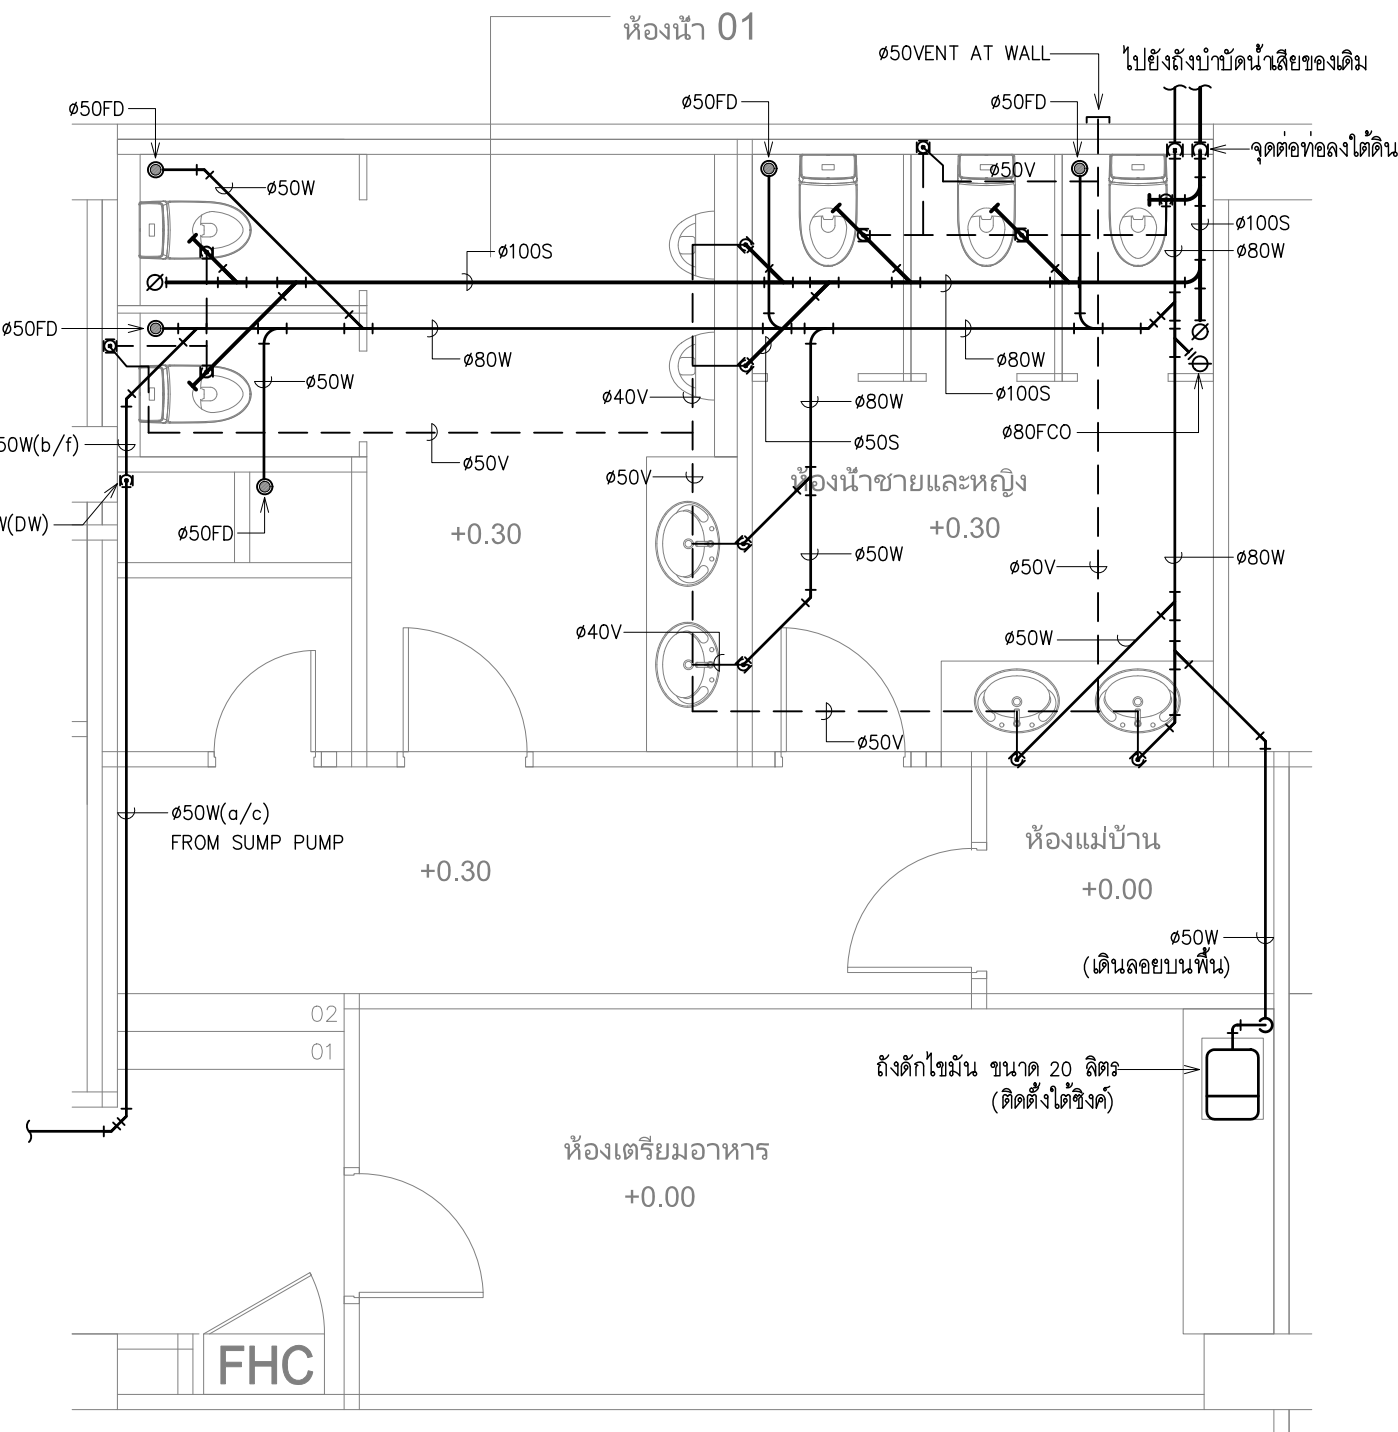 ห้องน้ำ 01
ø50VENT AT WALL
ไปยังถังบำบัดน้ำเสียของเดิม
ø50FD
ø50FD
ø50FD
จุดต่อท่อลงใต้ดิน
ø50W
ø50V
ø100S
ø100S
ø80W
ø50FD
ø80W
ø80W
ø50W
ø40V
ø80W
ø100S
50W(b/f)
ø50V
ø50S
ø80FCO
ø50V
ห้องน้ำชายและหญิง
+0.30
W(DW)
ø50FD
+0.30
ø50W
ø50V
ø80W
ø40V
ø50W
ø50V
ø50W(a/c)
FROM SUMP PUMP
+0.30
ห้องแม่บ้าน
+0.00
ø50W
(เดินลอยบนพื้น)
02
01
ถังดักไขมัน ขนาด 20 ลิตร
(ติดตั้งใต้ซิงค์)
ห้องเตรียมอาหาร
+0.00
FHC